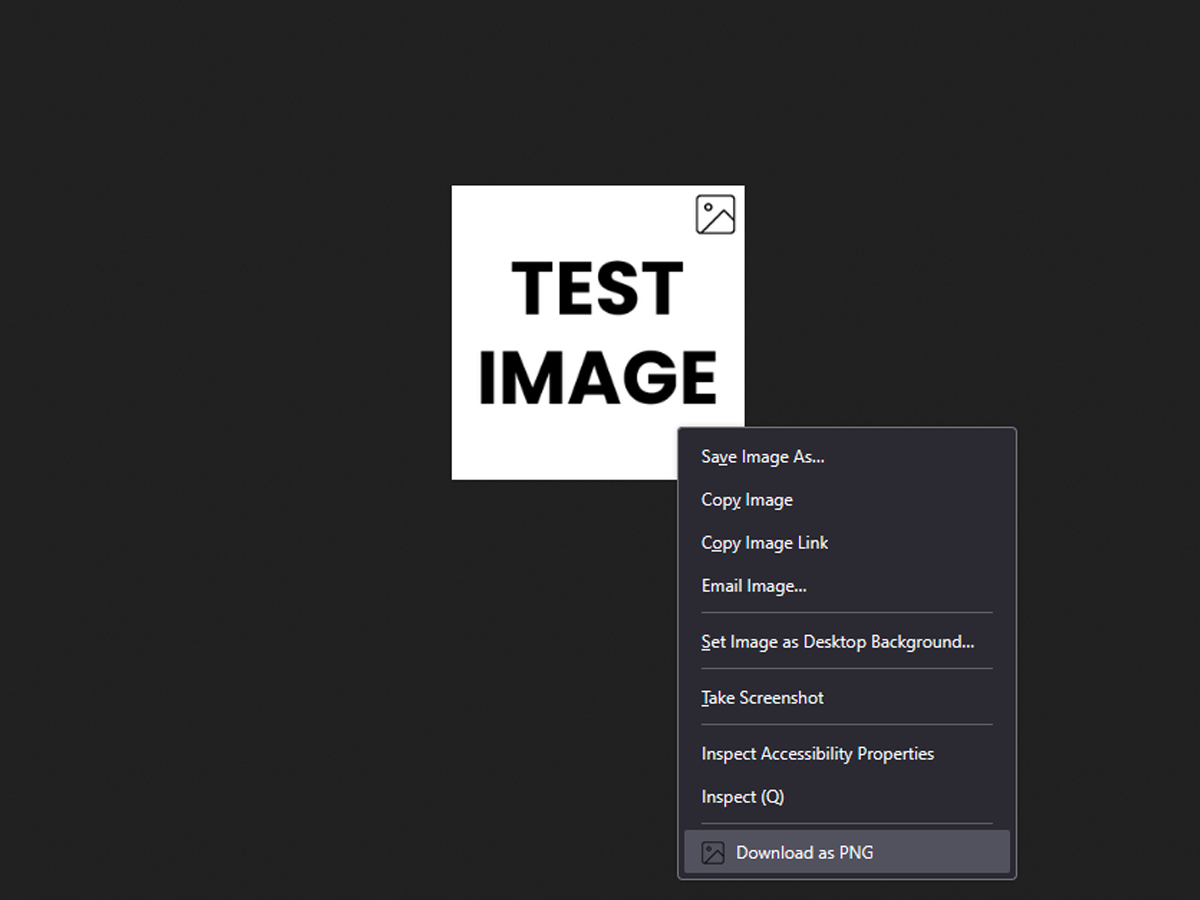 TEST
IMAGE
Save Image As...
Copy Image
Copy Image Link
Email Image...
Set Image as Desktop Background...
Take Screenshot
Inspect Accessibility Properties
Inspect (Q)
Download as PNG